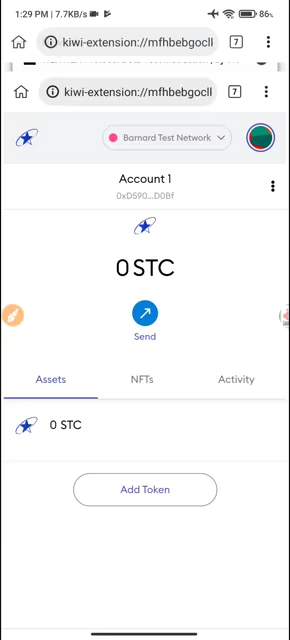 1:29 PM | 7.7KB/s
86%
kiwi-extension://mfhbebgocll
7
kiwi-extension://mfhbebgocll
7
Barnard Test Network
Account 1
0xD590...D0Bf
0 STC
Send
Assets NFTs Activity
0 STC
Add Token